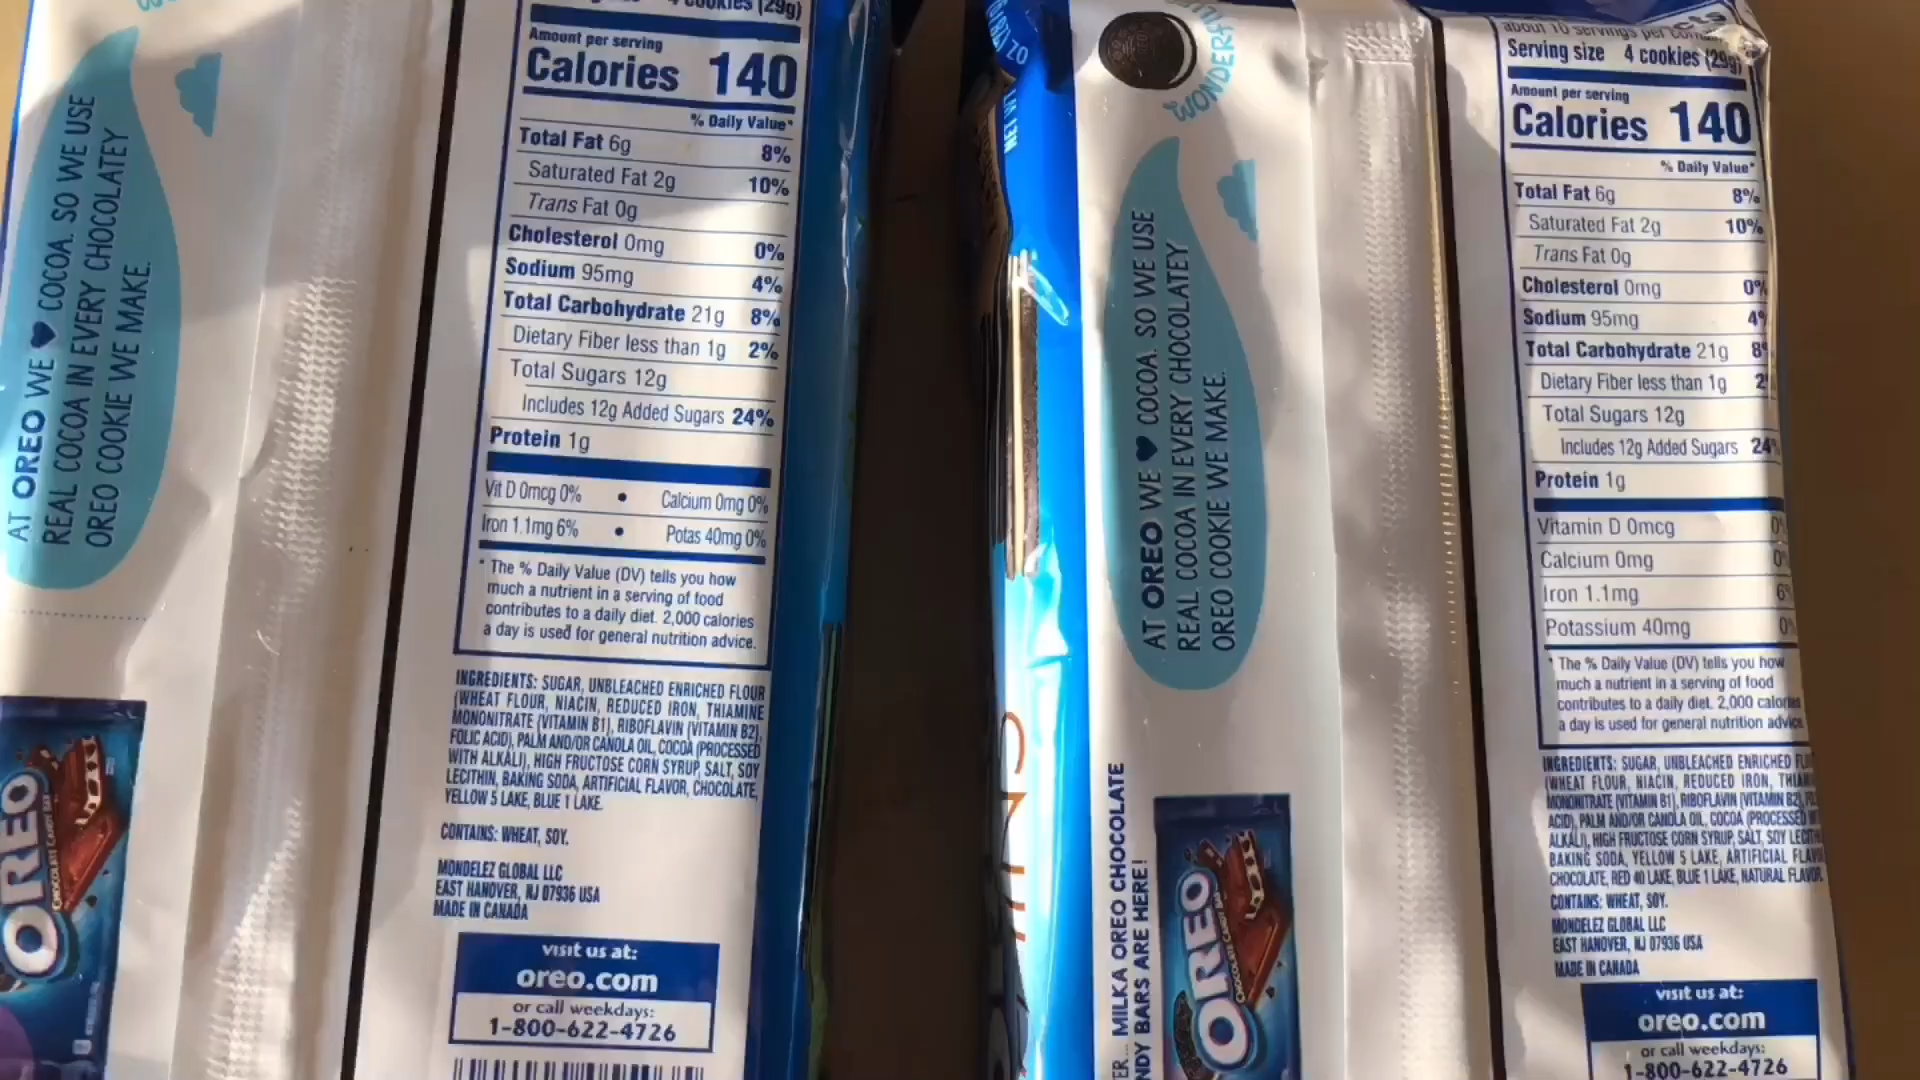 4 cookies (29g)
Amount per serving
Calories 140
% Daily Value*
Total Fat 6g 8%
Saturated Fat 2g 10%
Trans Fat 0g
Cholesterol 0mg 0%
Sodium 95mg 4%
Total Carbohydrate 21g 8%
Dietary Fiber less than 1g 2%
Total Sugars 12g
Includes 12g Added Sugars 24%
Protein 1g
Vit D 0mcg 0% • Calcium 0mg 0%
Iron 1.1mg 6% • Potas 40mg 0%
* The % Daily Value (DV) tells you how
much a nutrient in a serving of food
contributes to a daily diet. 2,000 calories
a day is used for general nutrition advice.
INGREDIENTS: SUGAR, UNBLEACHED ENRICHED FLOUR
(WHEAT FLOUR, NIACIN, REDUCED IRON, THIAMINE
MONONITRATE {VITAMIN B1}, RIBOFLAVIN {VITAMIN B2},
FOLIC ACID), PALM AND/OR CANOLA OIL, COCOA (PROCESSED
WITH ALKALI), HIGH FRUCTOSE CORN SYRUP, SALT, SOY
LECITHIN, BAKING SODA, ARTIFICIAL FLAVOR, CHOCOLATE,
YELLOW 5 LAKE, BLUE 1 LAKE.
CONTAINS: WHEAT, SOY.
MONDELEZ GLOBAL LLC
EAST HANOVER, NJ 07936 USA
MADE IN CANADA
visit us at:
oreo.com
or call weekdays:
1-800-622-4726
AT OREO WE ♥ COCOA. SO WE USE
REAL COCOA IN EVERY CHOCOLATEY
OREO COOKIE WE MAKE.
OREO
CHOCOLATE CANDY BAR
NET WT
OZ
AT OREO WE ♥ COCOA. SO WE USE
REAL COCOA IN EVERY CHOCOLATEY
OREO COOKIE WE MAKE.
MILKA OREO CHOCOLATE
BARS ARE HERE!
OREO
CHOCOLATE CANDY BAR
about 10 servings per
Serving size 4 cookies (29g)
Amount per serving
Calories 140
% Daily Value*
Total Fat 6g 8%
Saturated Fat 2g 10%
Trans Fat 0g
Cholesterol 0mg 0%
Sodium 95mg 4%
Total Carbohydrate 21g 8%
Dietary Fiber less than 1g 2
Total Sugars 12g
Includes 12g Added Sugars 24%
Protein 1g
Vitamin D 0mcg 0%
Calcium 0mg 0%
Iron 1.1mg 6%
Potassium 40mg 0%
* The % Daily Value (DV) tells you how
much a nutrient in a serving of food
contributes to a daily diet. 2,000 calories
a day is used for general nutrition advice
INGREDIENTS: SUGAR, UNBLEACHED ENRICHED
(WHEAT FLOUR, NIACIN, REDUCED IRON,
MONONITRATE {VITAMIN B1}, RIBOFLAVIN {VITAMIN B2},
ACID), PALM AND/OR CANOLA OIL, COCOA (PROCESSED
ALKALI), HIGH FRUCTOSE CORN SYRUP, SALT, SOY
BAKING SODA, YELLOW 5 LAKE, ARTIFICIAL
CHOCOLATE, RED 40 LAKE, BLUE 1 LAKE, NATURAL FLAVOR.
CONTAINS: WHEAT, SOY.
MONDELEZ GLOBAL LLC
EAST HANOVER, NJ 07936 USA
MADE IN CANADA
visit us at:
oreo.com
or call weekdays:
1-800-622-4726